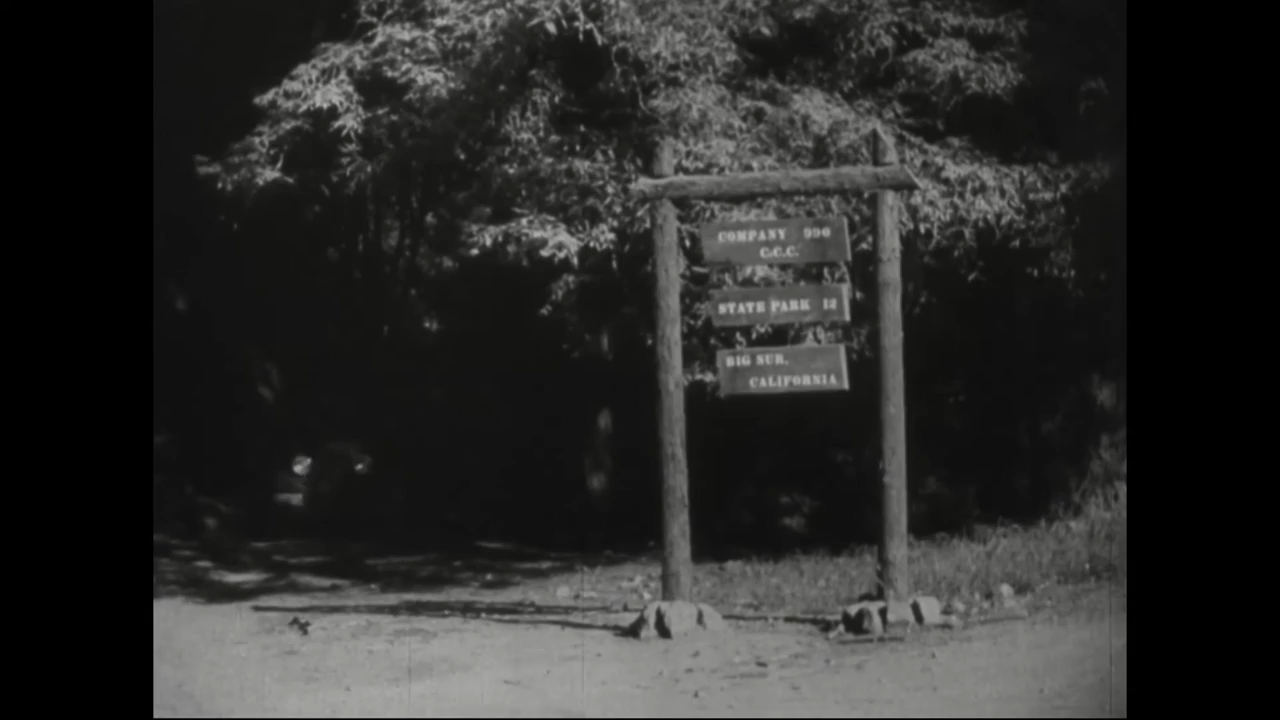 COMPANY 990
C.C.C.
STATE PARK 12
BIG SUR,
CALIFORNIA